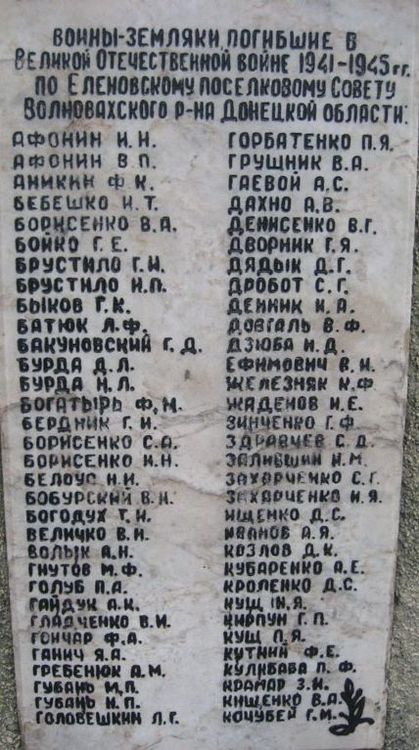 ВОИНЫ-ЗЕМЛЯКИ, ПОГИБШИЕ В
ВЕЛИКОЙ ОТЕЧЕСТВЕННОЙ ВОЙНЕ 1941-1945 гг.
ПО ЕЛЕНОВСКОМУ ПОСЕЛКОВОМУ СОВЕТУ
ВОЛНОВАХСКОГО Р-НА ДОНЕЦКОЙ ОБЛАСТИ:
АФОНИН И.Н.
АФОНИН В.П.
АНИКИН Ф.К.
БЕБЕШКО И.Т.
БОРИСЕНКО В.А.
БОЙКО Г.Е.
БРУСТИЛО Г.И.
БРУСТИЛО И.П.
БЫКОВ Г.К.
БАТЮК Л.Ф.
БАКУНОВСКИЙ Г.Д.
БУРДА Д.Л.
БУРДА И.Л.
БОГАТЫРЬ Ф.М.
БЕРДНИК Г.И.
БОРИСЕНКО С.А.
БОРИСЕНКО И.Н.
БЕЛОУС Н.И.
БОБУРСКИЙ В.Н.
БОГОДУХ Т.И.
ВЕЛИЧКО В.И.
ВОЛЫК А.Н.
ГНУТОВ М.Ф.
ГОЛУБ П.А.
ГАЙДУК А.К.
ГЛАДЧЕНКО В.И.
ГОНЧАР Ф.А.
ГАНИЧ Я.А.
ГРЕБЕНЮК А.М.
ГУБАНЬ М.П.
ГУБАНЬ Н.П.
ГОЛОВЕШКИН Л.Г.
ГОРБАТЕНКО П.Я.
ГРУЩНИК В.А.
ГАЕВОЙ А.С.
ДАХНО А.В.
ДЕНИСЕНКО В.Г.
ДВОРНИК Г.Я.
ДЯДЫК Д.Г.
ДРОБОТ С.Г.
ДЕЙНИК И.А.
ДОВГАЛЬ В.Ф.
ДЗЮБА И.Д.
ЕФИМОВИЧ В.И.
ЖЕЛЕЗНЯК И.Ф.
ЖАДЕНОВ И.Е.
ЗИНЧЕНКО Г.Ф.
ЗДРАВЧЕВ С.Д.
ЗАЛИВШИН И.М.
ЗАХАРЧЕНКО С.Г.
ЗАХАРЧЕНКО И.Я.
ИЩЕНКО Д.С.
ИВАНОВ А.Я.
КОЗЛОВ Д.К.
КУБАРЕНКО А.Е.
КРОЛЕНКО Д.С.
КУЩ И.Я.
КИРПУН Г.П.
КУЩ П.Я.
КУТНИЙ Ф.Е.
КУЛИБАБА П.Ф.
КРАМАР З.И.
КИЩЕНКО В.А.
КОЧУБЕЙ Г.И.